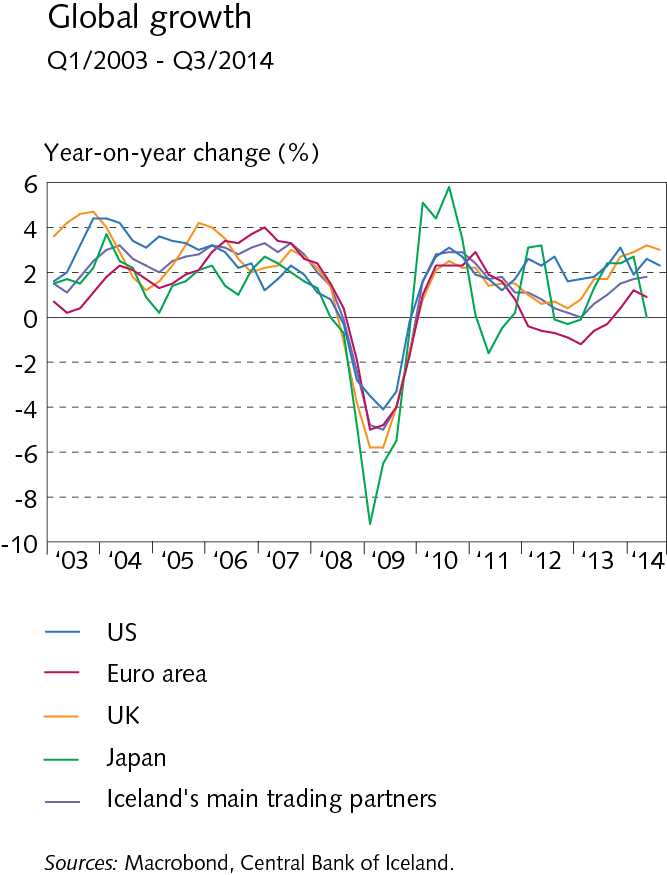 Global growth
Q1/2003 - Q3/2014
Year-on-year change (%)
6
4
2
0
-2
-4
-6
-8
-10
‘03 ‘04 ‘05 ‘06 ‘07 ‘08 ‘09 ‘10 ‘11 ‘12 ‘13 ‘14
US
Euro area
UK
Japan
Iceland's main trading partners
Sources: Macrobond, Central Bank of Iceland.